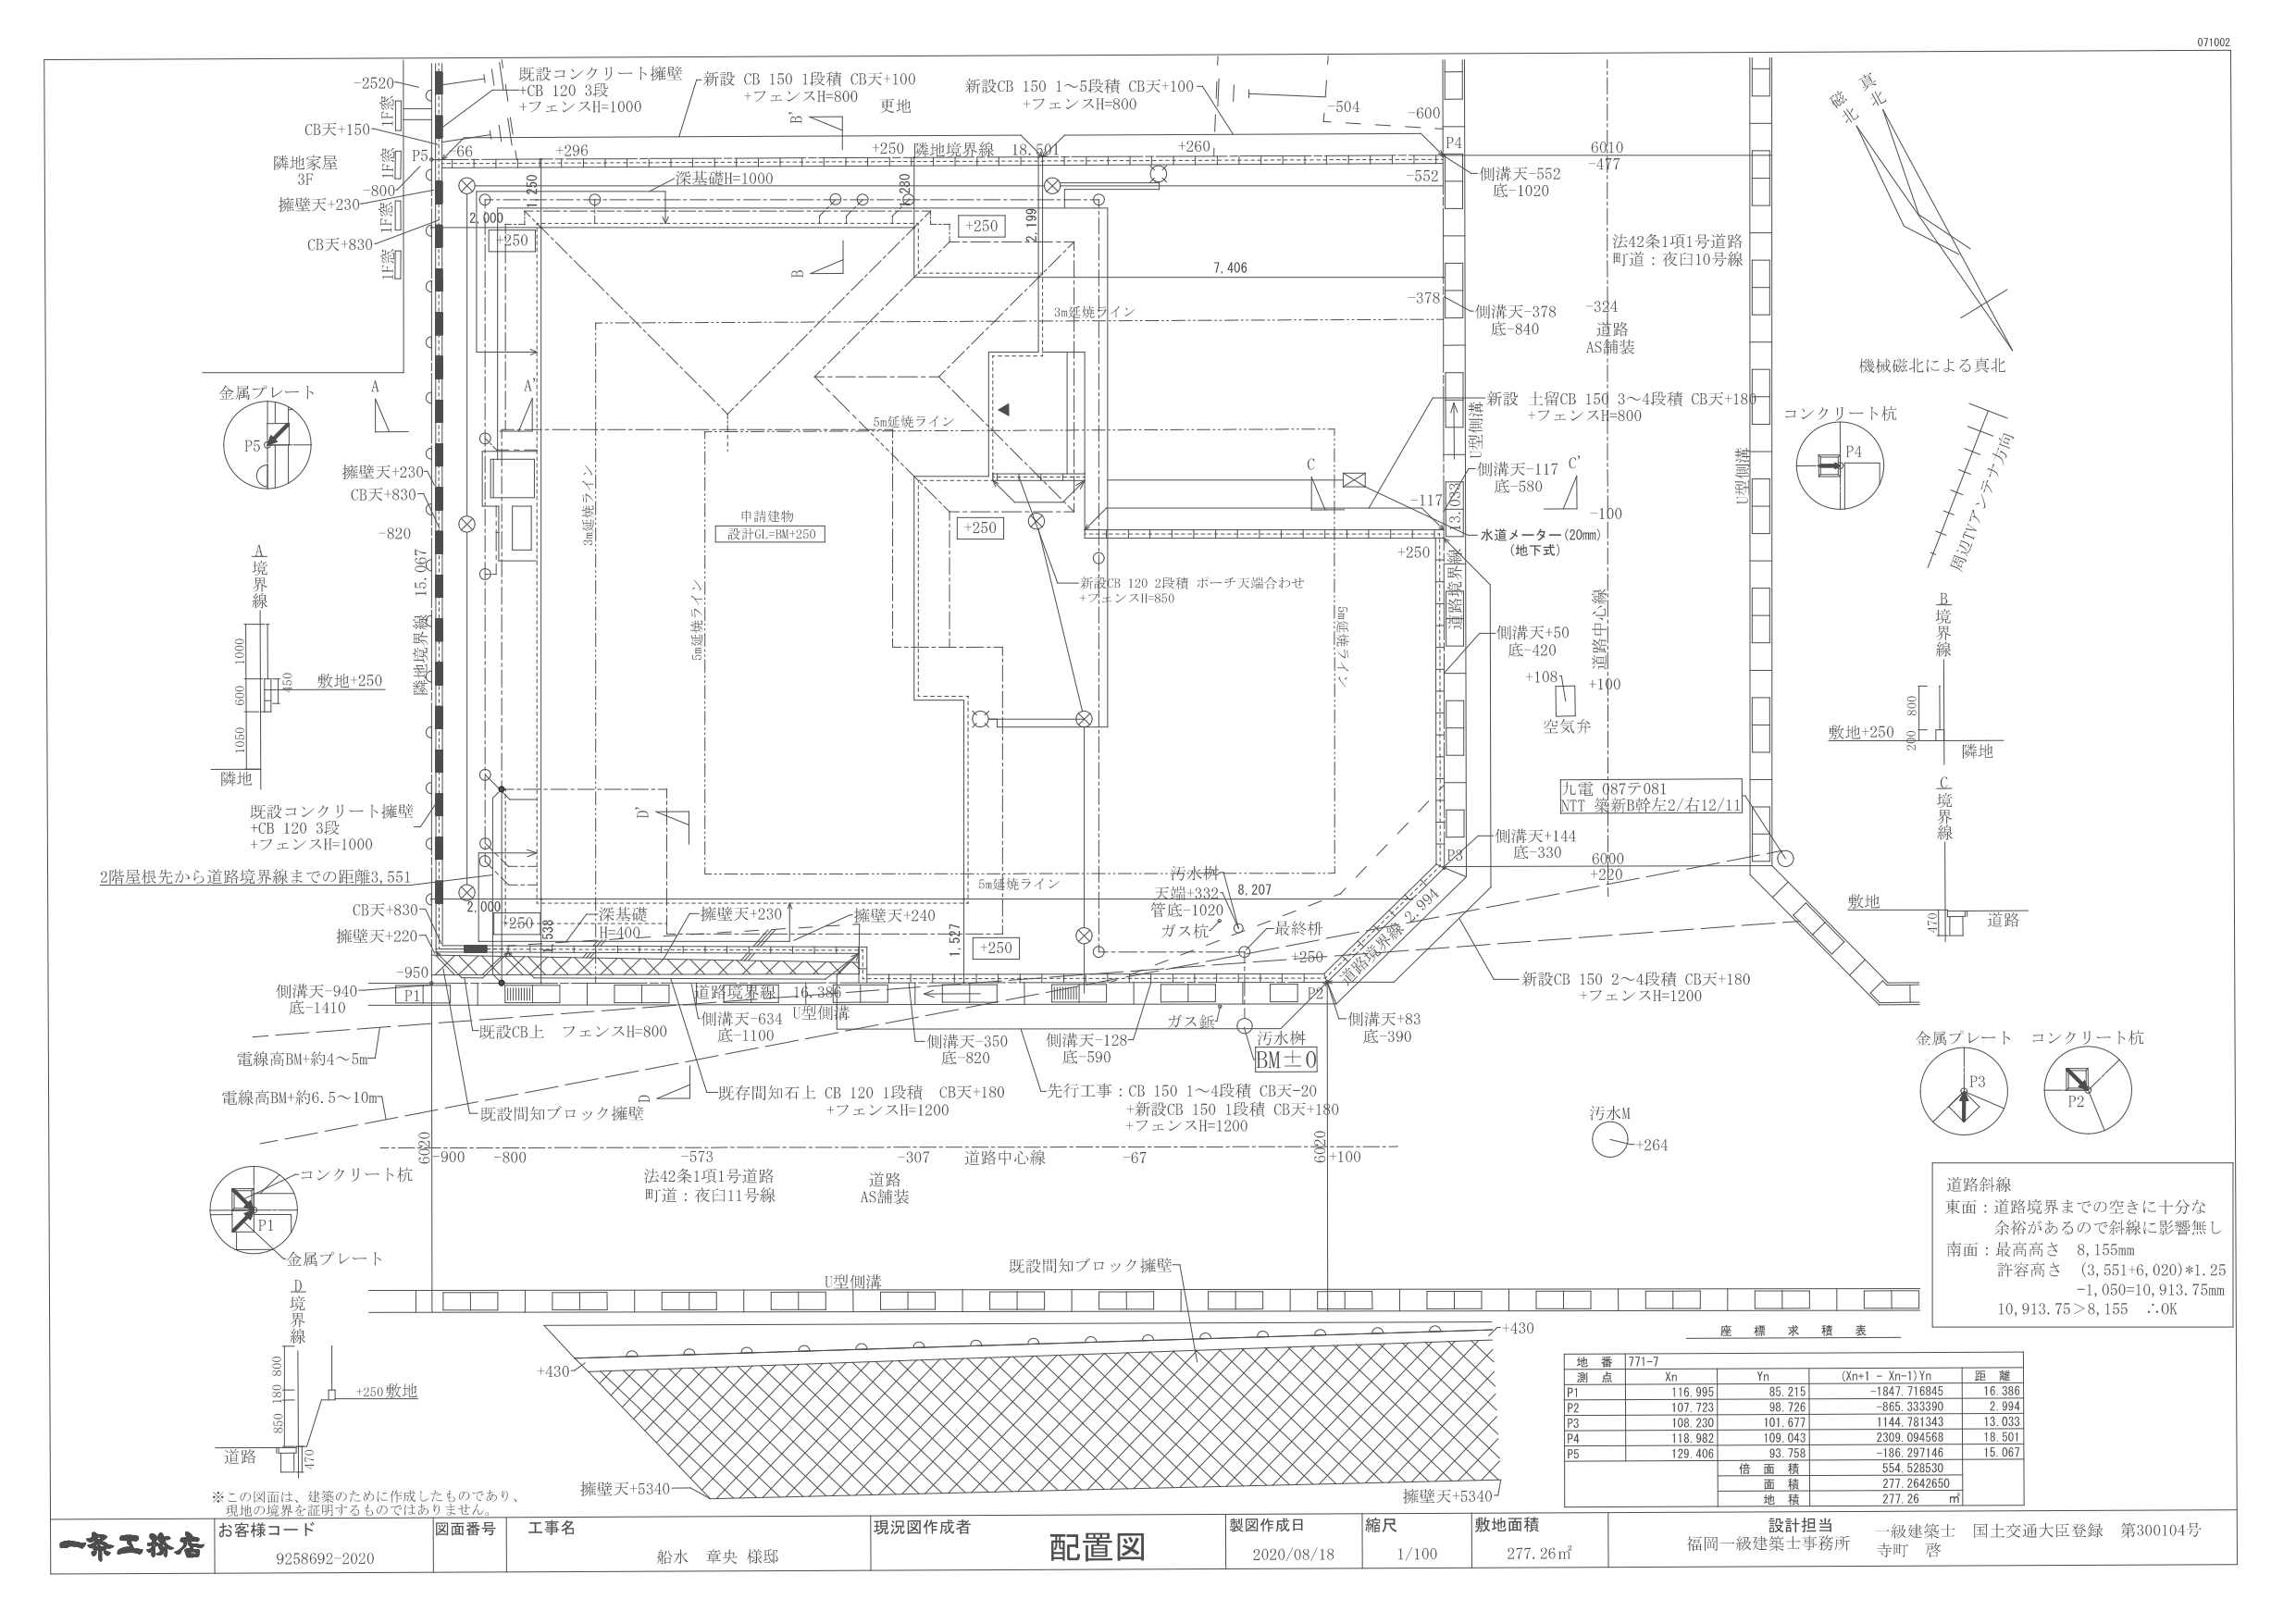 071002
-2520
1F窓
既設コンクリート擁壁
+CB 120 3段
+フェンスH=1000
新設 CB 150 1段積 CB天+100
+フェンスH=800
更地
新設CB 150 1～5段積 CB天+100
+フェンスH=800
-504
-600
真北
磁北
CB天+150
P5
-66
+296
B'
+250
隣地境界線 18.501
+260
P4
6010
-477
隣地家屋
3F
1F窓
-800
擁壁天+230
1F窓
CB天+830
1F窓
深基礎H=1000
1,250
1,280
2,000
+250
+250
2,199
-552
側溝天-552
底-1020
法42条1項1号道路
町道：夜臼10号線
B
7,406
-378
側溝天-378
底-840
-324
道路
AS舗装
3m延焼ライン
機械磁北による真北
金属プレート
P5
A
A'
5m延焼ライン
新設 土留CB 150 3～4段積 CB天+180
+フェンスH=800
U型側溝
コンクリート杭
P4
周辺TVアンテナ方向
擁壁天+230
CB天+830
-820
3m延焼ライン
申請建物
設計GL=BM+250
+250
C
側溝天-117
底-580
C'
-117
13.033
-100
水道メーター(20mm)
(地下式)
+250
U型側溝
A
境界線
1000
600
450
1050
敷地+250
隣地
隣地境界線 15.067
5m延焼ライン
新設CB 120 2段積 ポーチ天端合わせ
+フェンスH=850
5m延焼ライン
道路境界線
側溝天+50
底-420
道路中心線
+108
+100
空気弁
B
境界線
800
200
敷地+250
隣地
既設コンクリート擁壁
+CB 120 3段
+フェンスH=1000
D'
九電 087テ081
NTT 築新B幹左2/右12/11
C
境界線
側溝天+144
底-330
P3
6000
+220
2階屋根先から道路境界線までの距離3,551
5m延焼ライン
汚水桝
天端+332
管底-1020
8,207
ガス杭
最終枡
2.994
道路境界線
敷地
470
道路
CB天+830
擁壁天+220
2,000
+250
1,538
深基礎
H=400
擁壁天+230
擁壁天+240
1,527
+250
+250
-950
側溝天-940
底-1410
P1
道路境界線 16.386
P2
新設CB 150 2～4段積 CB天+180
+フェンスH=1200
既設CB上 フェンスH=800
側溝天-634
底-1100
U型側溝
側溝天-350
底-820
側溝天-128
底-590
ガス鋲
汚水桝
BM±0
側溝天+83
底-390
金属プレート
P3
コンクリート杭
P2
電線高BM+約4～5m
電線高BM+約6.5～10m
既設間知ブロック擁壁
D
既存間知石上 CB 120 1段積 CB天+180
+フェンスH=1200
先行工事：CB 150 1～4段積 CB天-20
+新設CB 150 1段積 CB天+180
+フェンスH=1200
汚水M
+264
6020
-900
-800
-573
-307
道路中心線
-67
6020
+100
法42条1項1号道路
町道：夜臼11号線
道路
AS舗装
コンクリート杭
P1
金属プレート
道路斜線
東面：道路境界までの空きに十分な
余裕があるので斜線に影響無し
南面：最高高さ 8,155mm
許容高さ (3,551+6,020)*1.25
-1,050=10,913.75mm
10,913.75＞8,155 ∴OK
既設間知ブロック擁壁
U型側溝
D
境界線
800
180
850
470
+250敷地
道路
+430
+430
擁壁天+5340
擁壁天+5340
座標求積表
地番 771-7
測点 Xn Yn (Xn+1 - Xn-1)Yn 距離
P1 116.995 85.215 -1847.716845 16.386
P2 107.723 98.726 -865.333390 2.994
P3 108.230 101.677 1144.781343 13.033
P4 118.982 109.043 2309.094568 18.501
P5 129.406 93.758 -186.297146 15.067
倍面積 554.528530
面積 277.2642650
地積 277.26 ㎡
※この図面は、建築のために作成したものであり、
現地の境界を証明するものではありません。
一条工務店
お客様コード
9258692-2020
図面番号
工事名
船水 章央 様邸
現況図作成者
配置図
製図作成日
2020/08/18
縮尺
1/100
敷地面積
277.26㎡
設計担当
福岡一級建築士事務所
一級建築士 国土交通大臣登録 第300104号
寺町 啓